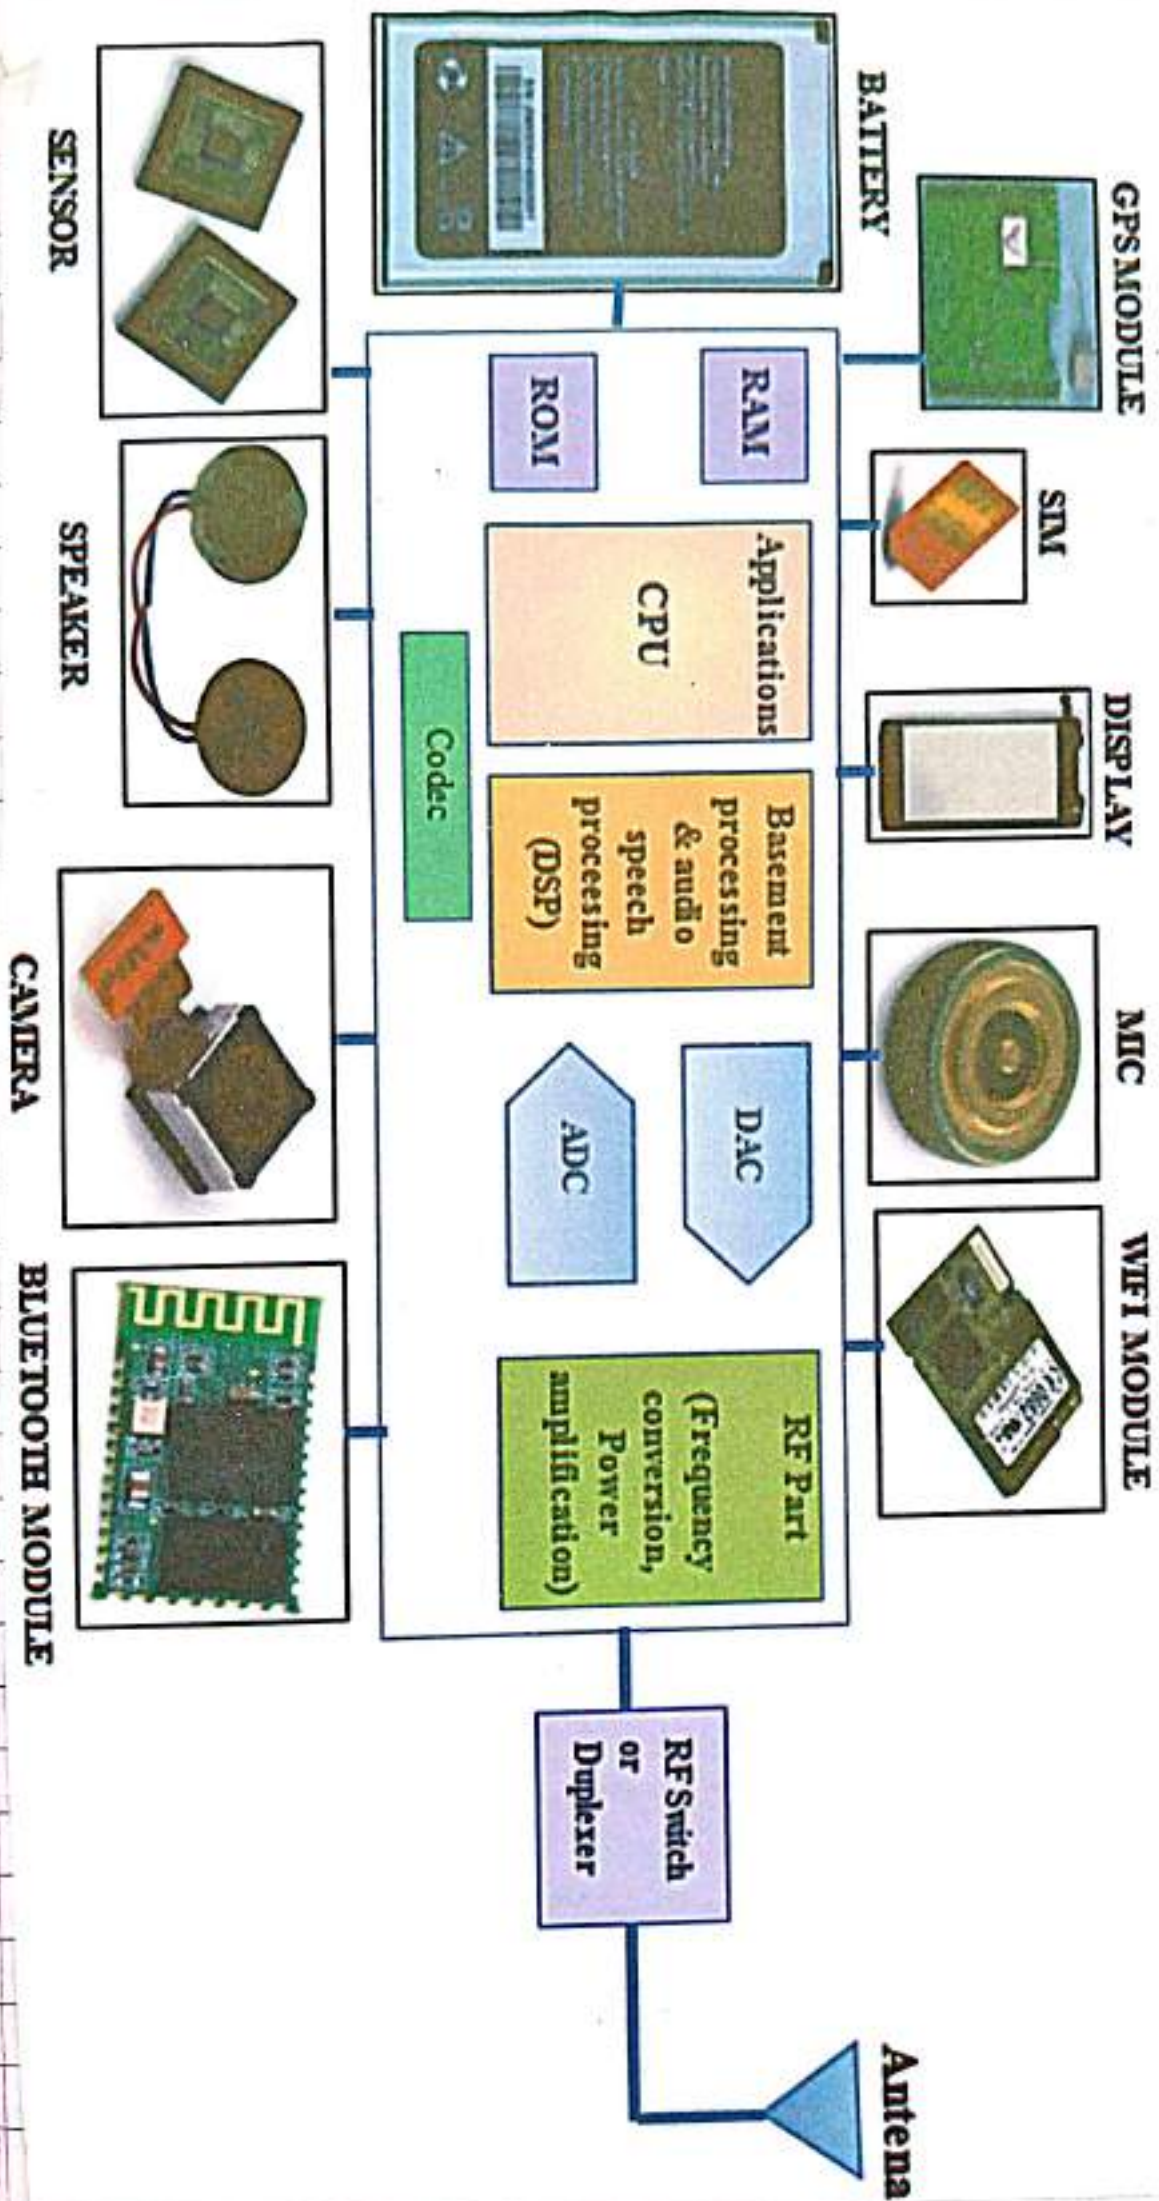 GPS MODULE
SIM
DISPLAY
MIC
WIFI MODULE
BATTERY
Antena
RAM
ROM
Applications
CPU
Basement
processing
& audio
speech
proceesing
(DSP)
Codec
DAC
ADC
RF Part
(Frequency
conversion,
Power
amplification)
RF Switch
or
Duplexer
SENSOR
SPEAKER
CAMERA
BLUETOOTH MODULE